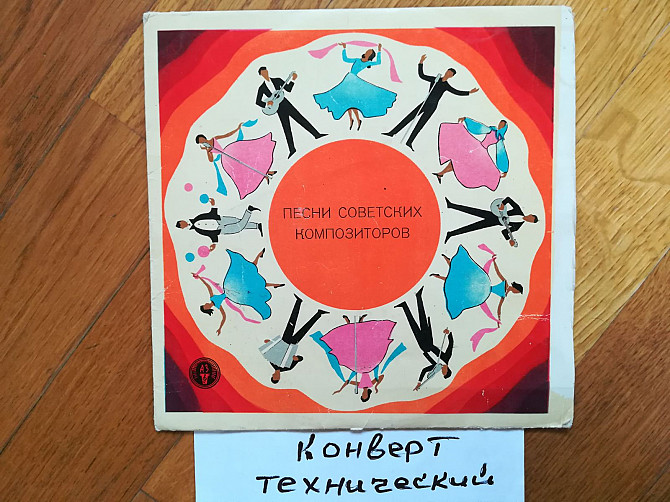 ПЕСНИ СОВЕТСКИХ
КОМПОЗИТОРОВ
Конверт
технический